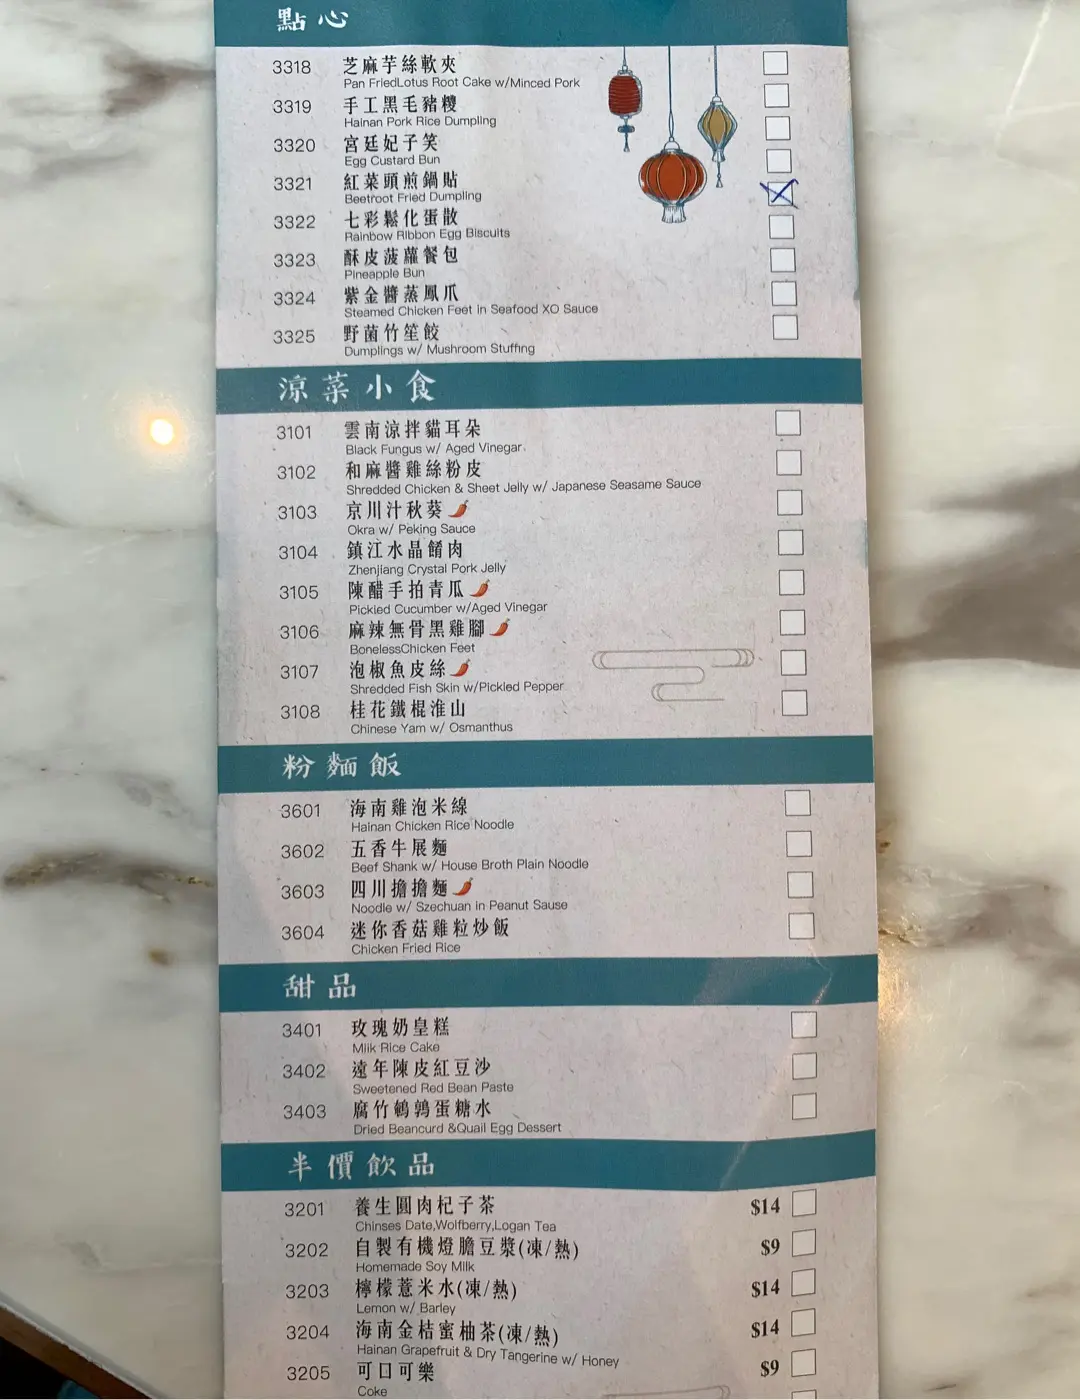 點心
3318 芝麻芋絲軟夾
Pan FriedLotus Root Cake w/Minced Pork
3319 手工黑毛豬糉
Hainan Pork Rice Dumpling
3320 宮廷妃子笑
Egg Custard Bun
3321 紅菜頭煎鍋貼
Beetroot Fried Dumpling
3322 七彩鬆化蛋散
Rainbow Ribbon Egg Biscuits
3323 酥皮菠蘿餐包
Pineapple Bun
3324 紫金醬蒸鳳爪
Steamed Chicken Feet in Seafood XO Sauce
3325 野菌竹笙餃
Dumplings w/ Mushroom Stuffing
涼菜小食
3101 雲南涼拌貓耳朵
Black Fungus w/ Aged Vinegar
3102 和麻醬雞絲粉皮
Shredded Chicken & Sheet Jelly w/ Japanese Seasame Sauce
3103 京川汁秋葵
Okra w/ Peking Sauce
3104 鎮江水晶餚肉
Zhenjiang Crystal Pork Jelly
3105 陳醋手拍青瓜
Pickled Cucumber w/Aged Vinegar
3106 麻辣無骨黑雞腳
BonelessChicken Feet
3107 泡椒魚皮絲
Shredded Fish Skin w/Pickled Pepper
3108 桂花鐵棍淮山
Chinese Yam w/ Osmanthus
粉麵飯
3601 海南雞泡米線
Hainan Chicken Rice Noodle
3602 五香牛展麵
Beef Shank w/ House Broth Plain Noodle
3603 四川擔擔麵
Noodle w/ Szechuan in Peanut Sause
3604 迷你香菇雞粒炒飯
Chicken Fried Rice
甜品
3401 玫瑰奶皇糕
Milk Rice Cake
3402 遠年陳皮紅豆沙
Sweetened Red Bean Paste
3403 腐竹鵪鶉蛋糖水
Dried Beancurd &Quail Egg Dessert
半價飲品
3201 養生圓肉杞子茶 $14
Chinses Date,Wolfberry,Logan Tea
3202 自製有機燈膽豆漿(凍/熱) $9
Homemade Soy Milk
3203 檸檬薏米水(凍/熱) $14
Lemon w/ Barley
3204 海南金桔蜜柚茶(凍/熱) $14
Hainan Grapefruit & Dry Tangerine w/ Honey
3205 可口可樂 $9
Coke